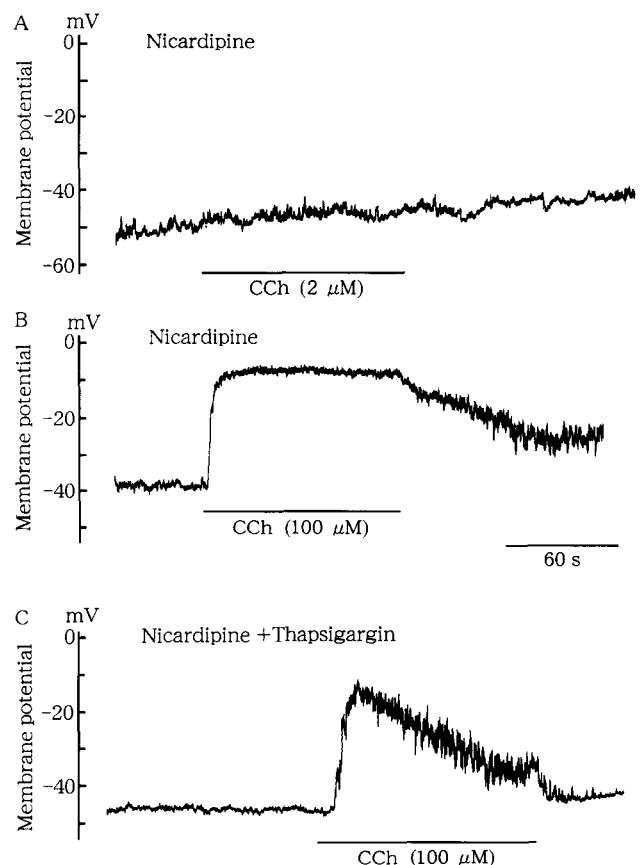 A
mV
Nicardipine
0
-20
-40
-60
Membrane potential
CCh (2 μM)
B
mV
Nicardipine
0
-20
-40
Membrane potential
CCh (100 μM)
60 s
C
mV
Nicardipine +Thapsigargin
0
-20
-40
Membrane potential
CCh (100 μM)